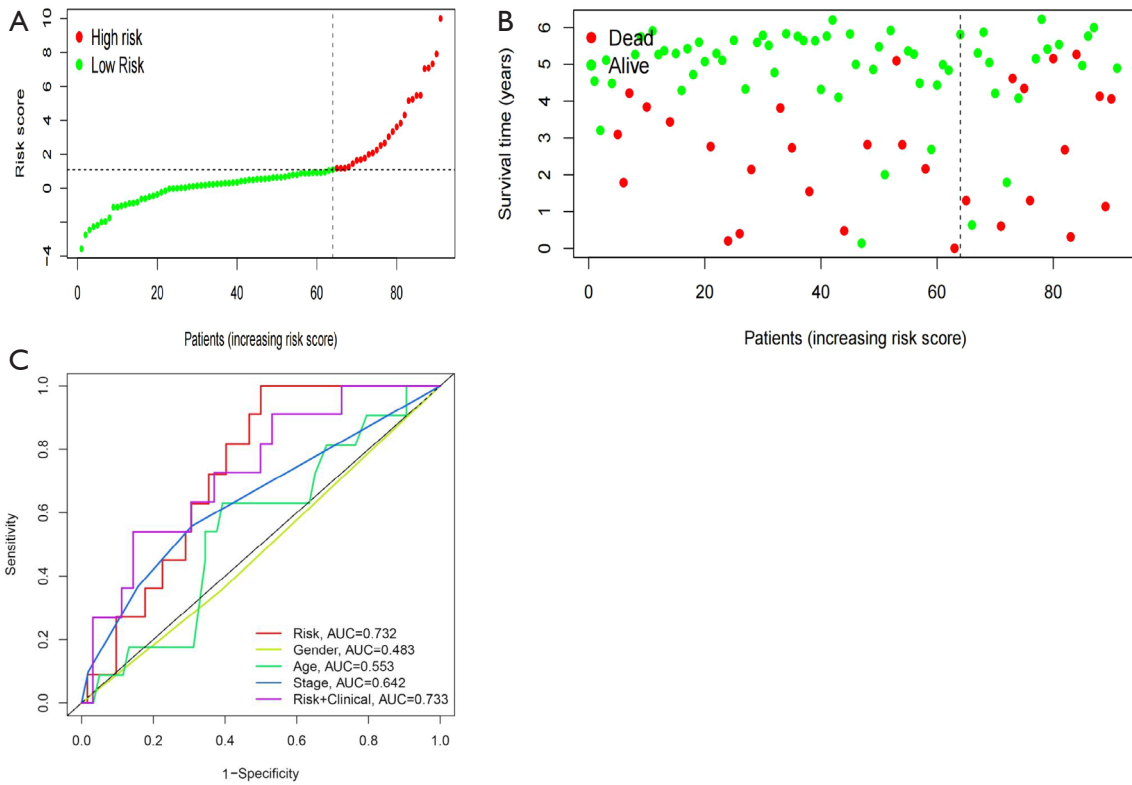 A
High risk
Low Risk
Risk score
10
8
6
4
2
0
−4
0 20 40 60 80
Patients (increasing risk score)
B
Dead
Alive
Survival time (years)
6
5
4
3
2
1
0
0 20 40 60 80
Patients (increasing risk score)
C
Sensitivity
1.0
0.8
0.6
0.4
0.2
0.0
Risk, AUC=0.732
Gender, AUC=0.483
Age, AUC=0.553
Stage, AUC=0.642
Risk+Clinical, AUC=0.733
0.0 0.2 0.4 0.6 0.8 1.0
1−Specificity